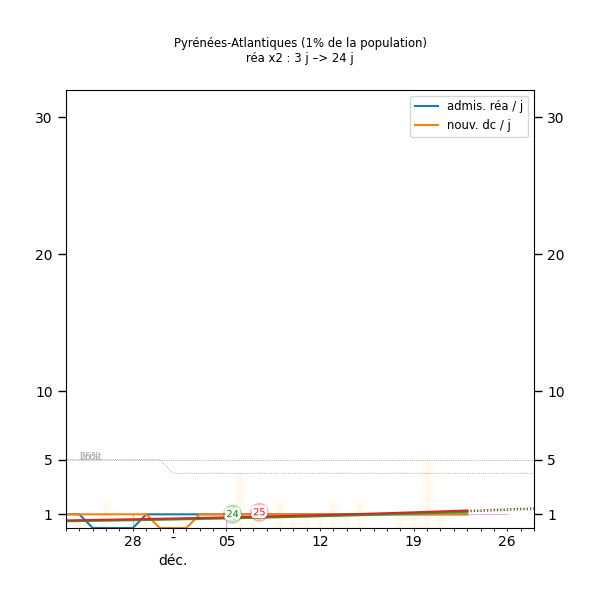 Pyrénées-Atlantiques (1% de la population)
réa x2 : 3 j –> 24 j
admis. réa / j
nouv. dc / j
30 30
20 20
10 10
5 5
24 25
1 1
28 - 05 12 19 26
déc.